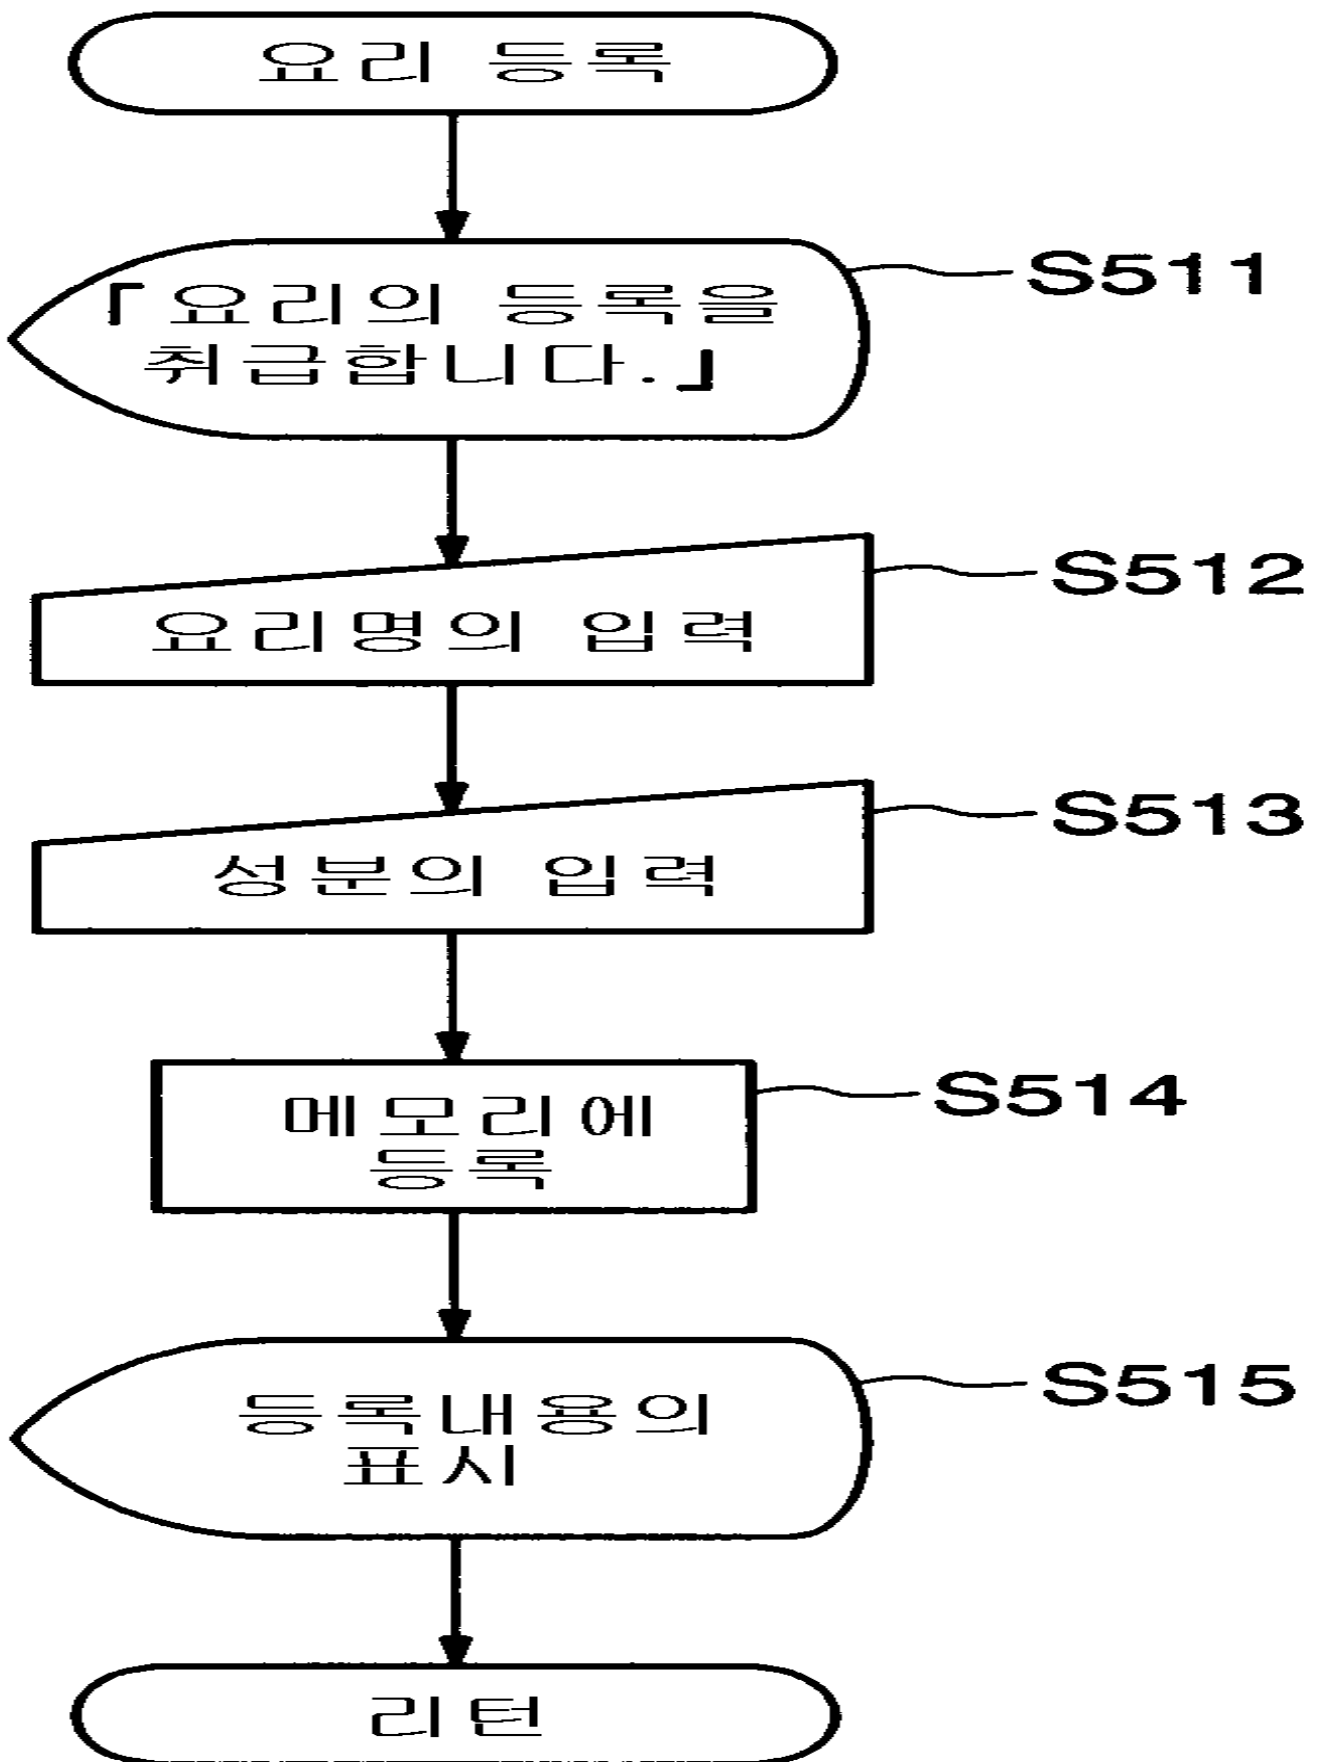 요리 등록
「요리의 등록을
취급합니다.」
S511
요리명의 입력
S512
성분의 입력
S513
메모리에
등록
S514
등록내용의
표시
S515
리턴